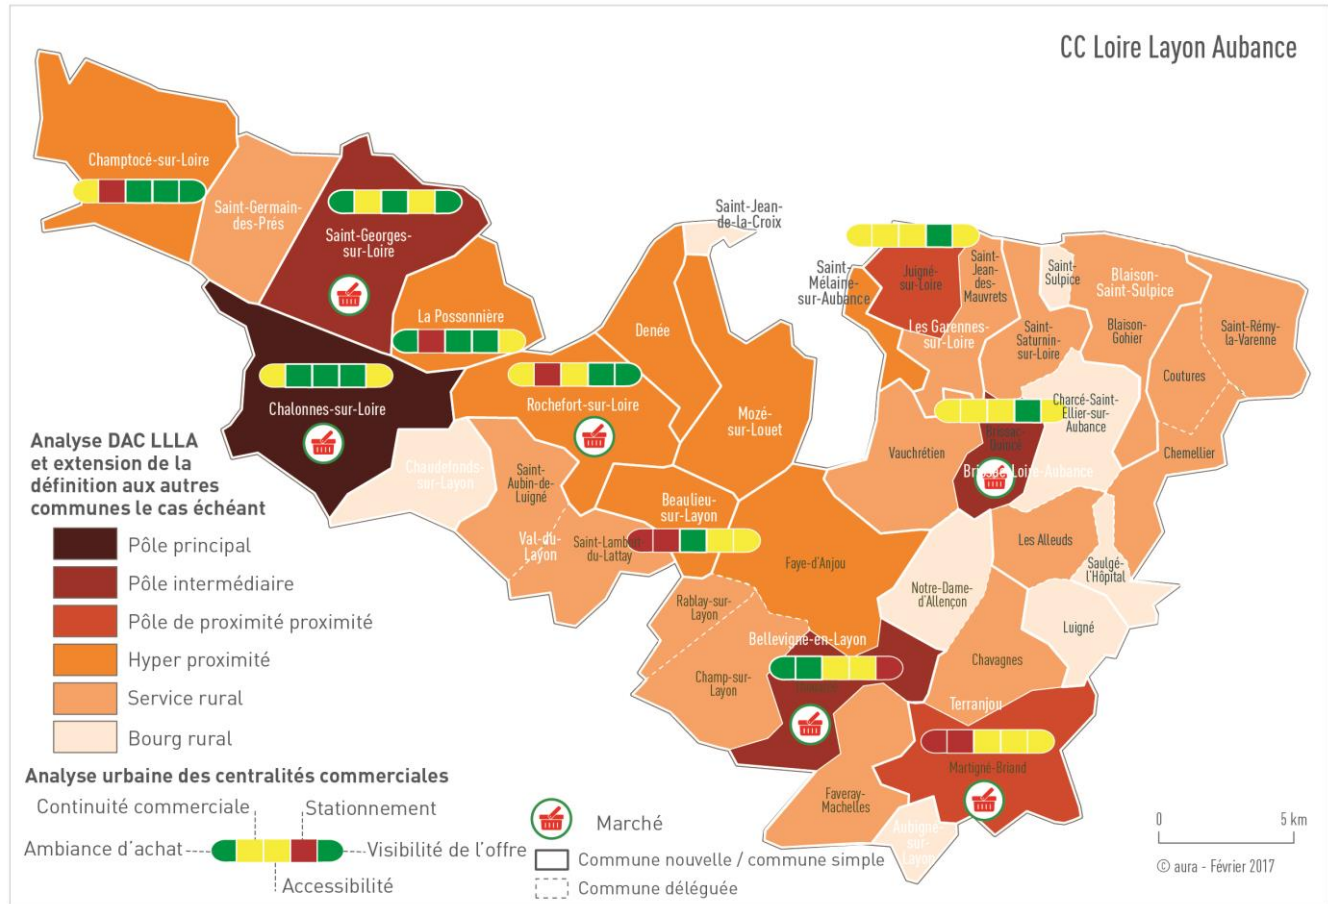 CC Loire Layon Aubance
Champtocé-sur-Loire
Saint-Germain-
des-Prés
Saint-Georges-
sur-Loire
La Possonnière
Chalonnes-sur-Loire
Rochefort-sur-Loire
Denée
Saint-Jean-
de-la-Croix
Mozé-
sur-Louet
Saint-
Mélaine-
sur-Aubance
Juigné-
sur-Loire
Saint-
Jean-
des-
Mauvrets
Saint-
Sulpice
Blaison-
Saint-Sulpice
Les Garennes-
sur-Loire
Saint-
Saturnin-
sur-Loire
Blaison-
Gohier
Saint-Rémy-
la-Varenne
Coutures
Charcé-Saint-
Ellier-sur-
Aubance
Chemellier
Vauchrétien
Brissac-
Quincé
Brissac-Loire-Aubance
Chaudefonds-
sur-Layon
Saint-
Aubin-de-
Luigné
Val-du-
Layon
Saint-Lambert-
du-Lattay
Beaulieu-
sur-Layon
Faye-d'Anjou
Les Alleuds
Saulgé-
l'Hôpital
Notre-Dame-
d'Allençon
Luigné
Rablay-sur-
Layon
Bellevigne-en-Layon
Champ-sur-
Layon
Chavagnes
Terranjou
Martigné-Briand
Faveray-
Machelles
Aubigné-
sur-
Layon
Analyse DAC LLLA
et extension de la
définition aux autres
communes le cas échéant
Pôle principal
Pôle intermédiaire
Pôle de proximité proximité
Hyper proximité
Service rural
Bourg rural
Analyse urbaine des centralités commerciales
Continuité commerciale
Stationnement
Ambiance d'achat
Visibilité de l'offre
Accessibilité
Marché
Commune nouvelle / commune simple
Commune déléguée
0 5 km
© aura - Février 2017